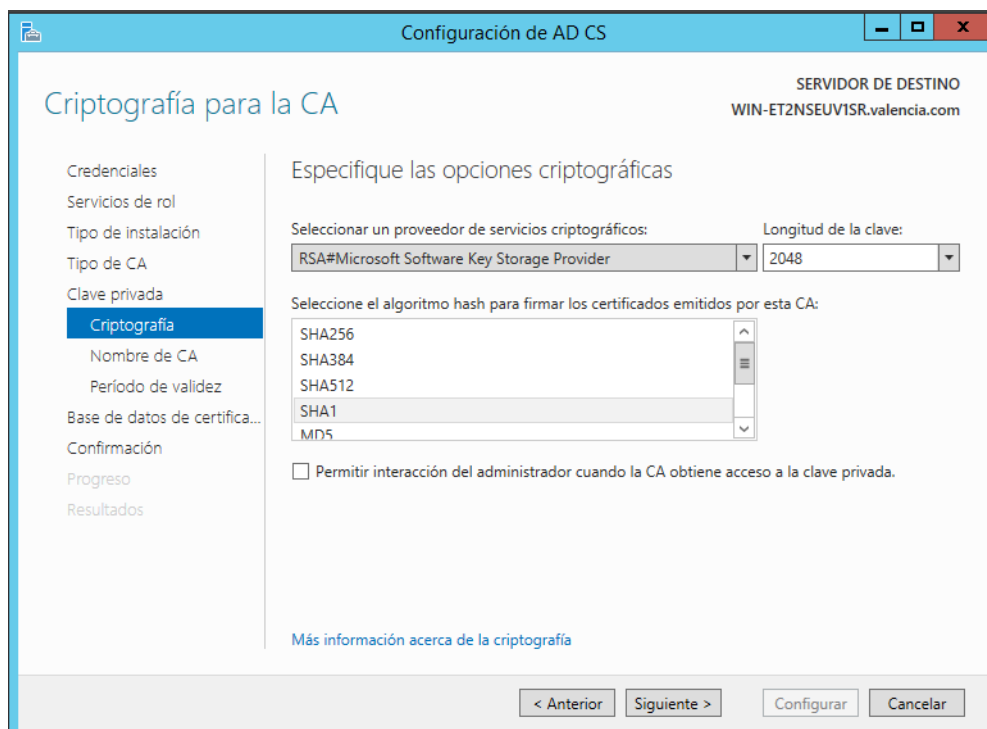 Configuración de AD CS
Criptografía para la CA
SERVIDOR DE DESTINO
WIN-ET2NSEUV1SR.valencia.com
Credenciales
Servicios de rol
Tipo de instalación
Tipo de CA
Clave privada
Criptografía
Nombre de CA
Período de validez
Base de datos de certifica...
Confirmación
Progreso
Resultados
Especifique las opciones criptográficas
Seleccionar un proveedor de servicios criptográficos:
Longitud de la clave:
RSA#Microsoft Software Key Storage Provider
2048
Seleccione el algoritmo hash para firmar los certificados emitidos por esta CA:
SHA256
SHA384
SHA512
SHA1
MD5
Permitir interacción del administrador cuando la CA obtiene acceso a la clave privada.
Más información acerca de la criptografía
< Anterior
Siguiente >
Configurar
Cancelar